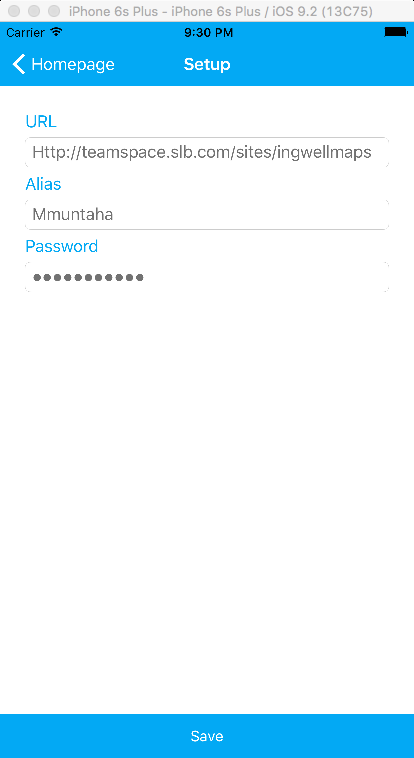 iPhone 6s Plus - iPhone 6s Plus / iOS 9.2 (13C75)
Carrier 9:30 PM
Homepage Setup
URL
Http://teamspace.slb.com/sites/ingwellmaps
Alias
Mmuntaha
Password
●●●●●●●●●●●
Save